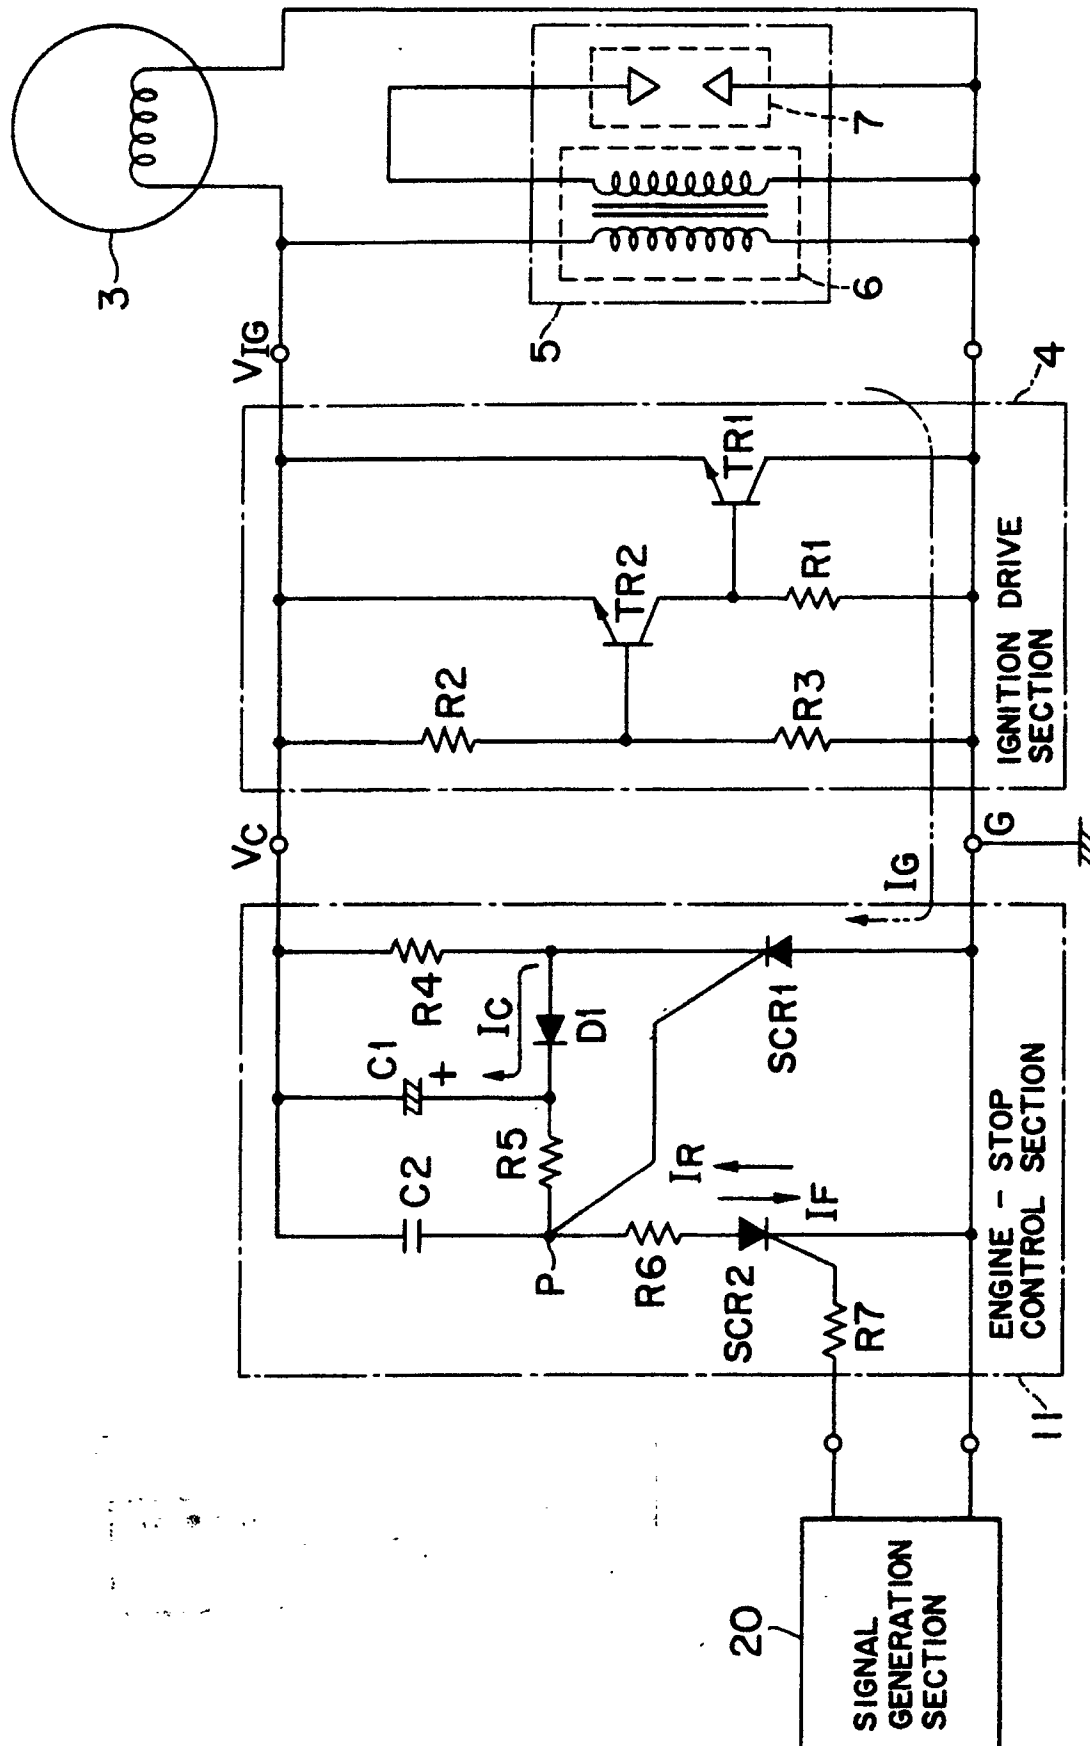 3
VIG
5
6
7
4
TR1
TR2
R1
R2
R3
IGNITION DRIVE
SECTION
VC
G
IG
R4
IC
D1
C1
+
SCR1
R5
C2
P
IR
IF
R6
SCR2
R7
ENGINE - STOP
CONTROL SECTION
11
20
SIGNAL
GENERATION
SECTION